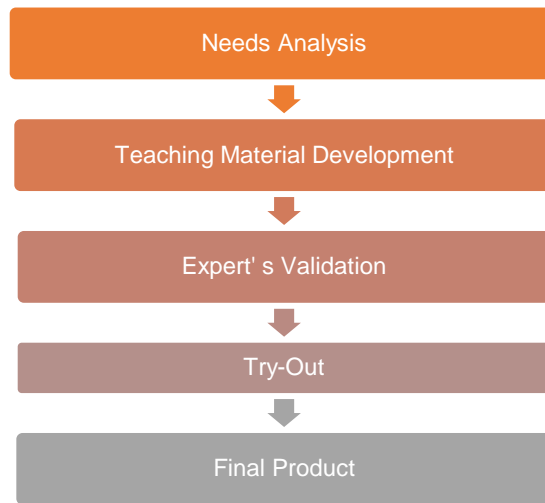 Needs Analysis
Teaching Material Development
Expert' s Validation
Try-Out
Final Product